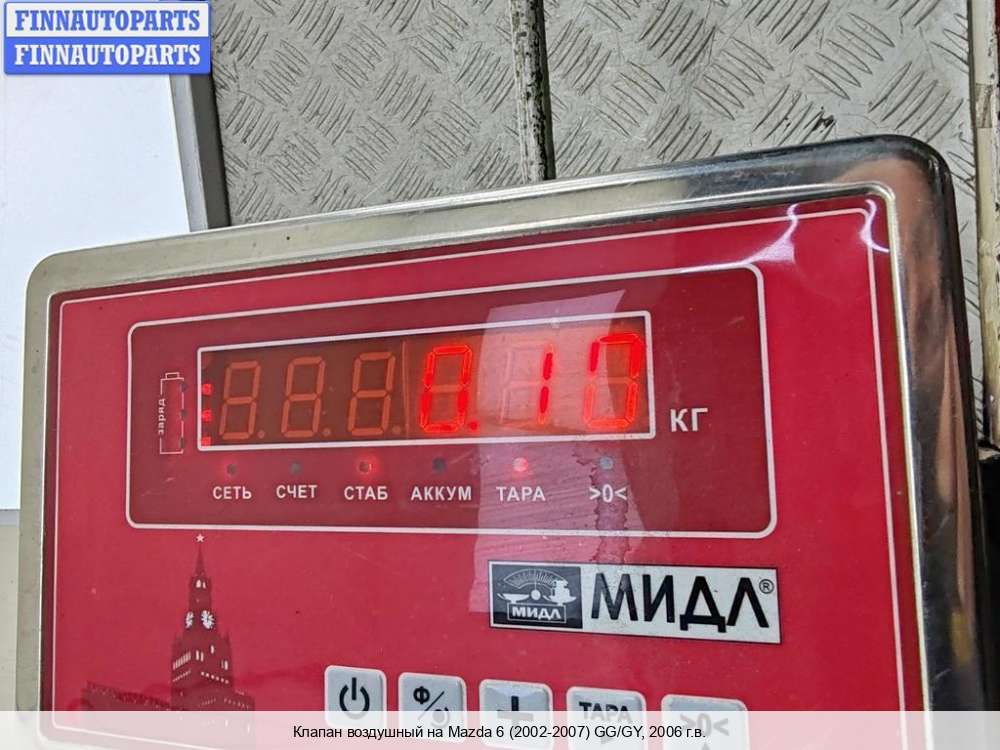 FINNAUTOPARTS
FINNAUTOPARTS
заряд
0.10
КГ
СЕТЬ СЧЕТ СТАБ АККУМ ТАРА >0<
МИДЛ МИДЛ®
Ф/
+
ТАРА
>0<
Клапан воздушный на Mazda 6 (2002-2007) GG/GY, 2006 г.в.